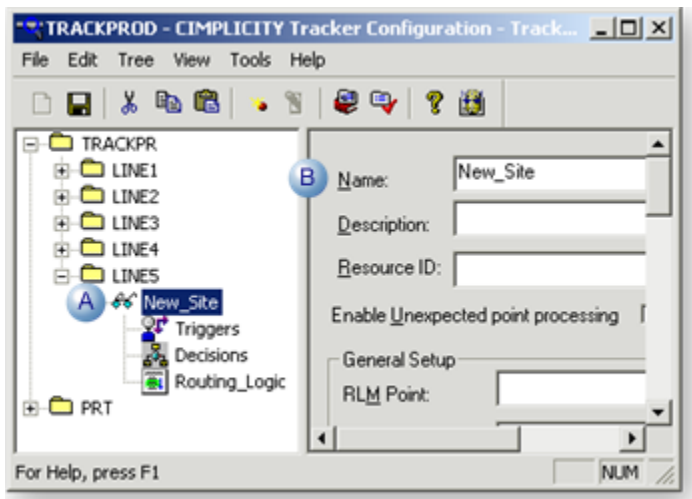 TRACKPROD - CIMPLICITY Tracker Configuration - Track...
File Edit Tree View Tools Help
TRACKPR
LINE1
LINE2
LINE3
LINE4
LINE5
A New_Site
Triggers
Decisions
Routing_Logic
PRT
B Name: New_Site
Description:
Resource ID:
Enable Unexpected point processing
General Setup
RLM Point:
For Help, press F1
NUM